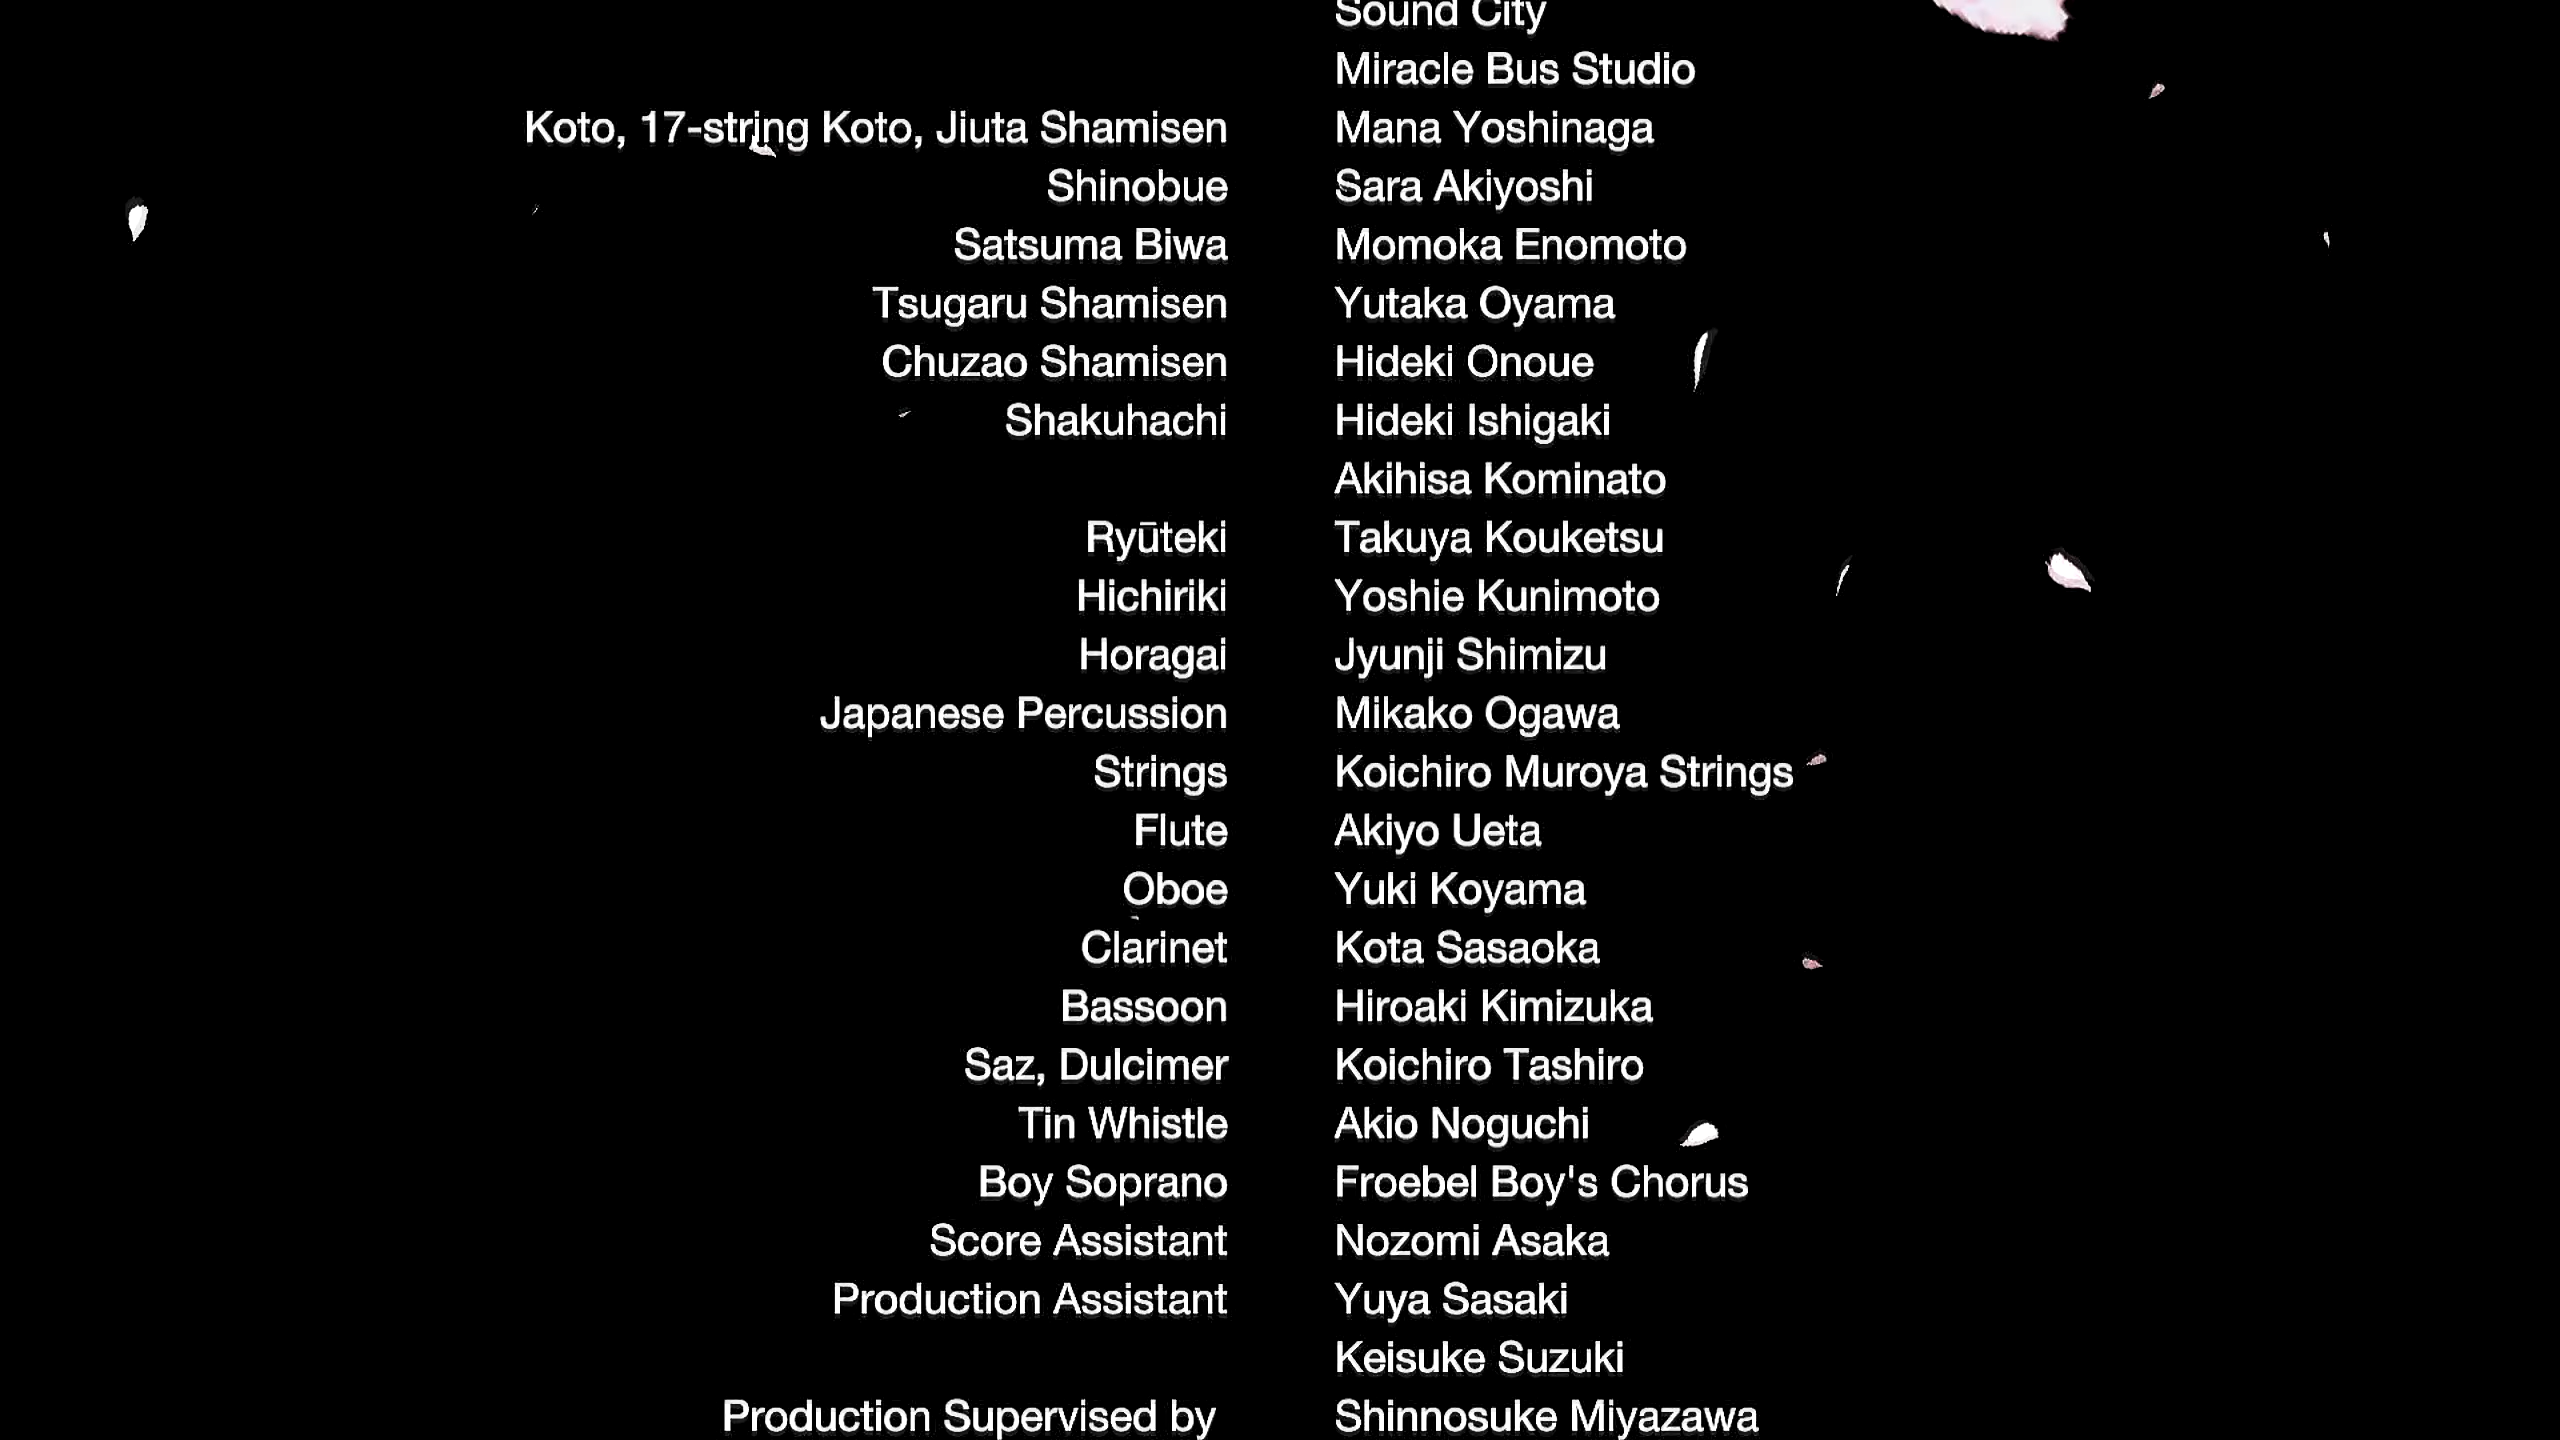 Sound City
Miracle Bus Studio
Koto, 17-string Koto, Jiuta Shamisen Mana Yoshinaga
Shinobue Sara Akiyoshi
Satsuma Biwa Momoka Enomoto
Tsugaru Shamisen Yutaka Oyama
Chuzao Shamisen Hideki Onoue
Shakuhachi Hideki Ishigaki
Akihisa Kominato
Ryūteki Takuya Kouketsu
Hichiriki Yoshie Kunimoto
Horagai Jyunji Shimizu
Japanese Percussion Mikako Ogawa
Strings Koichiro Muroya Strings
Flute Akiyo Ueta
Oboe Yuki Koyama
Clarinet Kota Sasaoka
Bassoon Hiroaki Kimizuka
Saz, Dulcimer Koichiro Tashiro
Tin Whistle Akio Noguchi
Boy Soprano Froebel Boy's Chorus
Score Assistant Nozomi Asaka
Production Assistant Yuya Sasaki
Keisuke Suzuki
Production Supervised by Shinnosuke Miyazawa